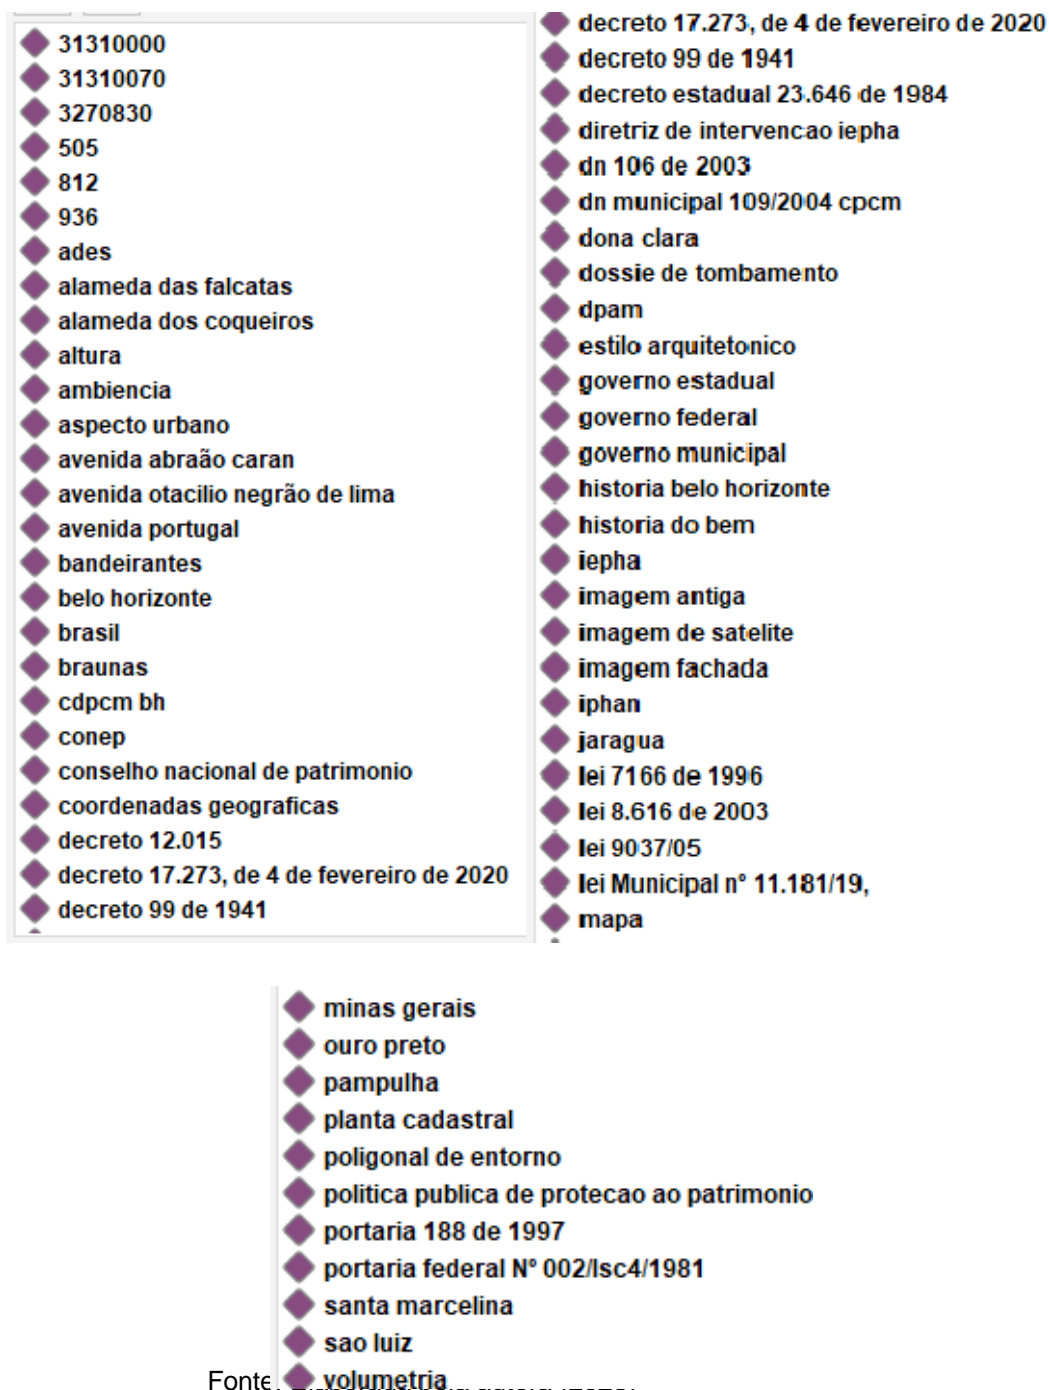 31310000
31310070
3270830
505
812
936
ades
alameda das falcatas
alameda dos coqueiros
altura
ambiencia
aspecto urbano
avenida abraão caran
avenida otacilio negrão de lima
avenida portugal
bandeirantes
belo horizonte
brasil
braunas
cdpcm bh
conep
conselho nacional de patrimonio
coordenadas geograficas
decreto 12.015
decreto 17.273, de 4 de fevereiro de 2020
decreto 99 de 1941
decreto 17.273, de 4 de fevereiro de 2020
decreto 99 de 1941
decreto estadual 23.646 de 1984
diretriz de intervencao iepha
dn 106 de 2003
dn municipal 109/2004 cpcm
dona clara
dossie de tombamento
dpam
estilo arquitetonico
governo estadual
governo federal
governo municipal
historia belo horizonte
historia do bem
iepha
imagem antiga
imagem de satelite
imagem fachada
iphan
jaragua
lei 7166 de 1996
lei 8.616 de 2003
lei 9037/05
lei Municipal nº 11.181/19,
mapa
minas gerais
ouro preto
pampulha
planta cadastral
poligonal de entorno
politica publica de protecao ao patrimonio
portaria 188 de 1997
portaria federal Nº 002/Isc4/1981
santa marcelina
sao luiz
volumetria
Fonte